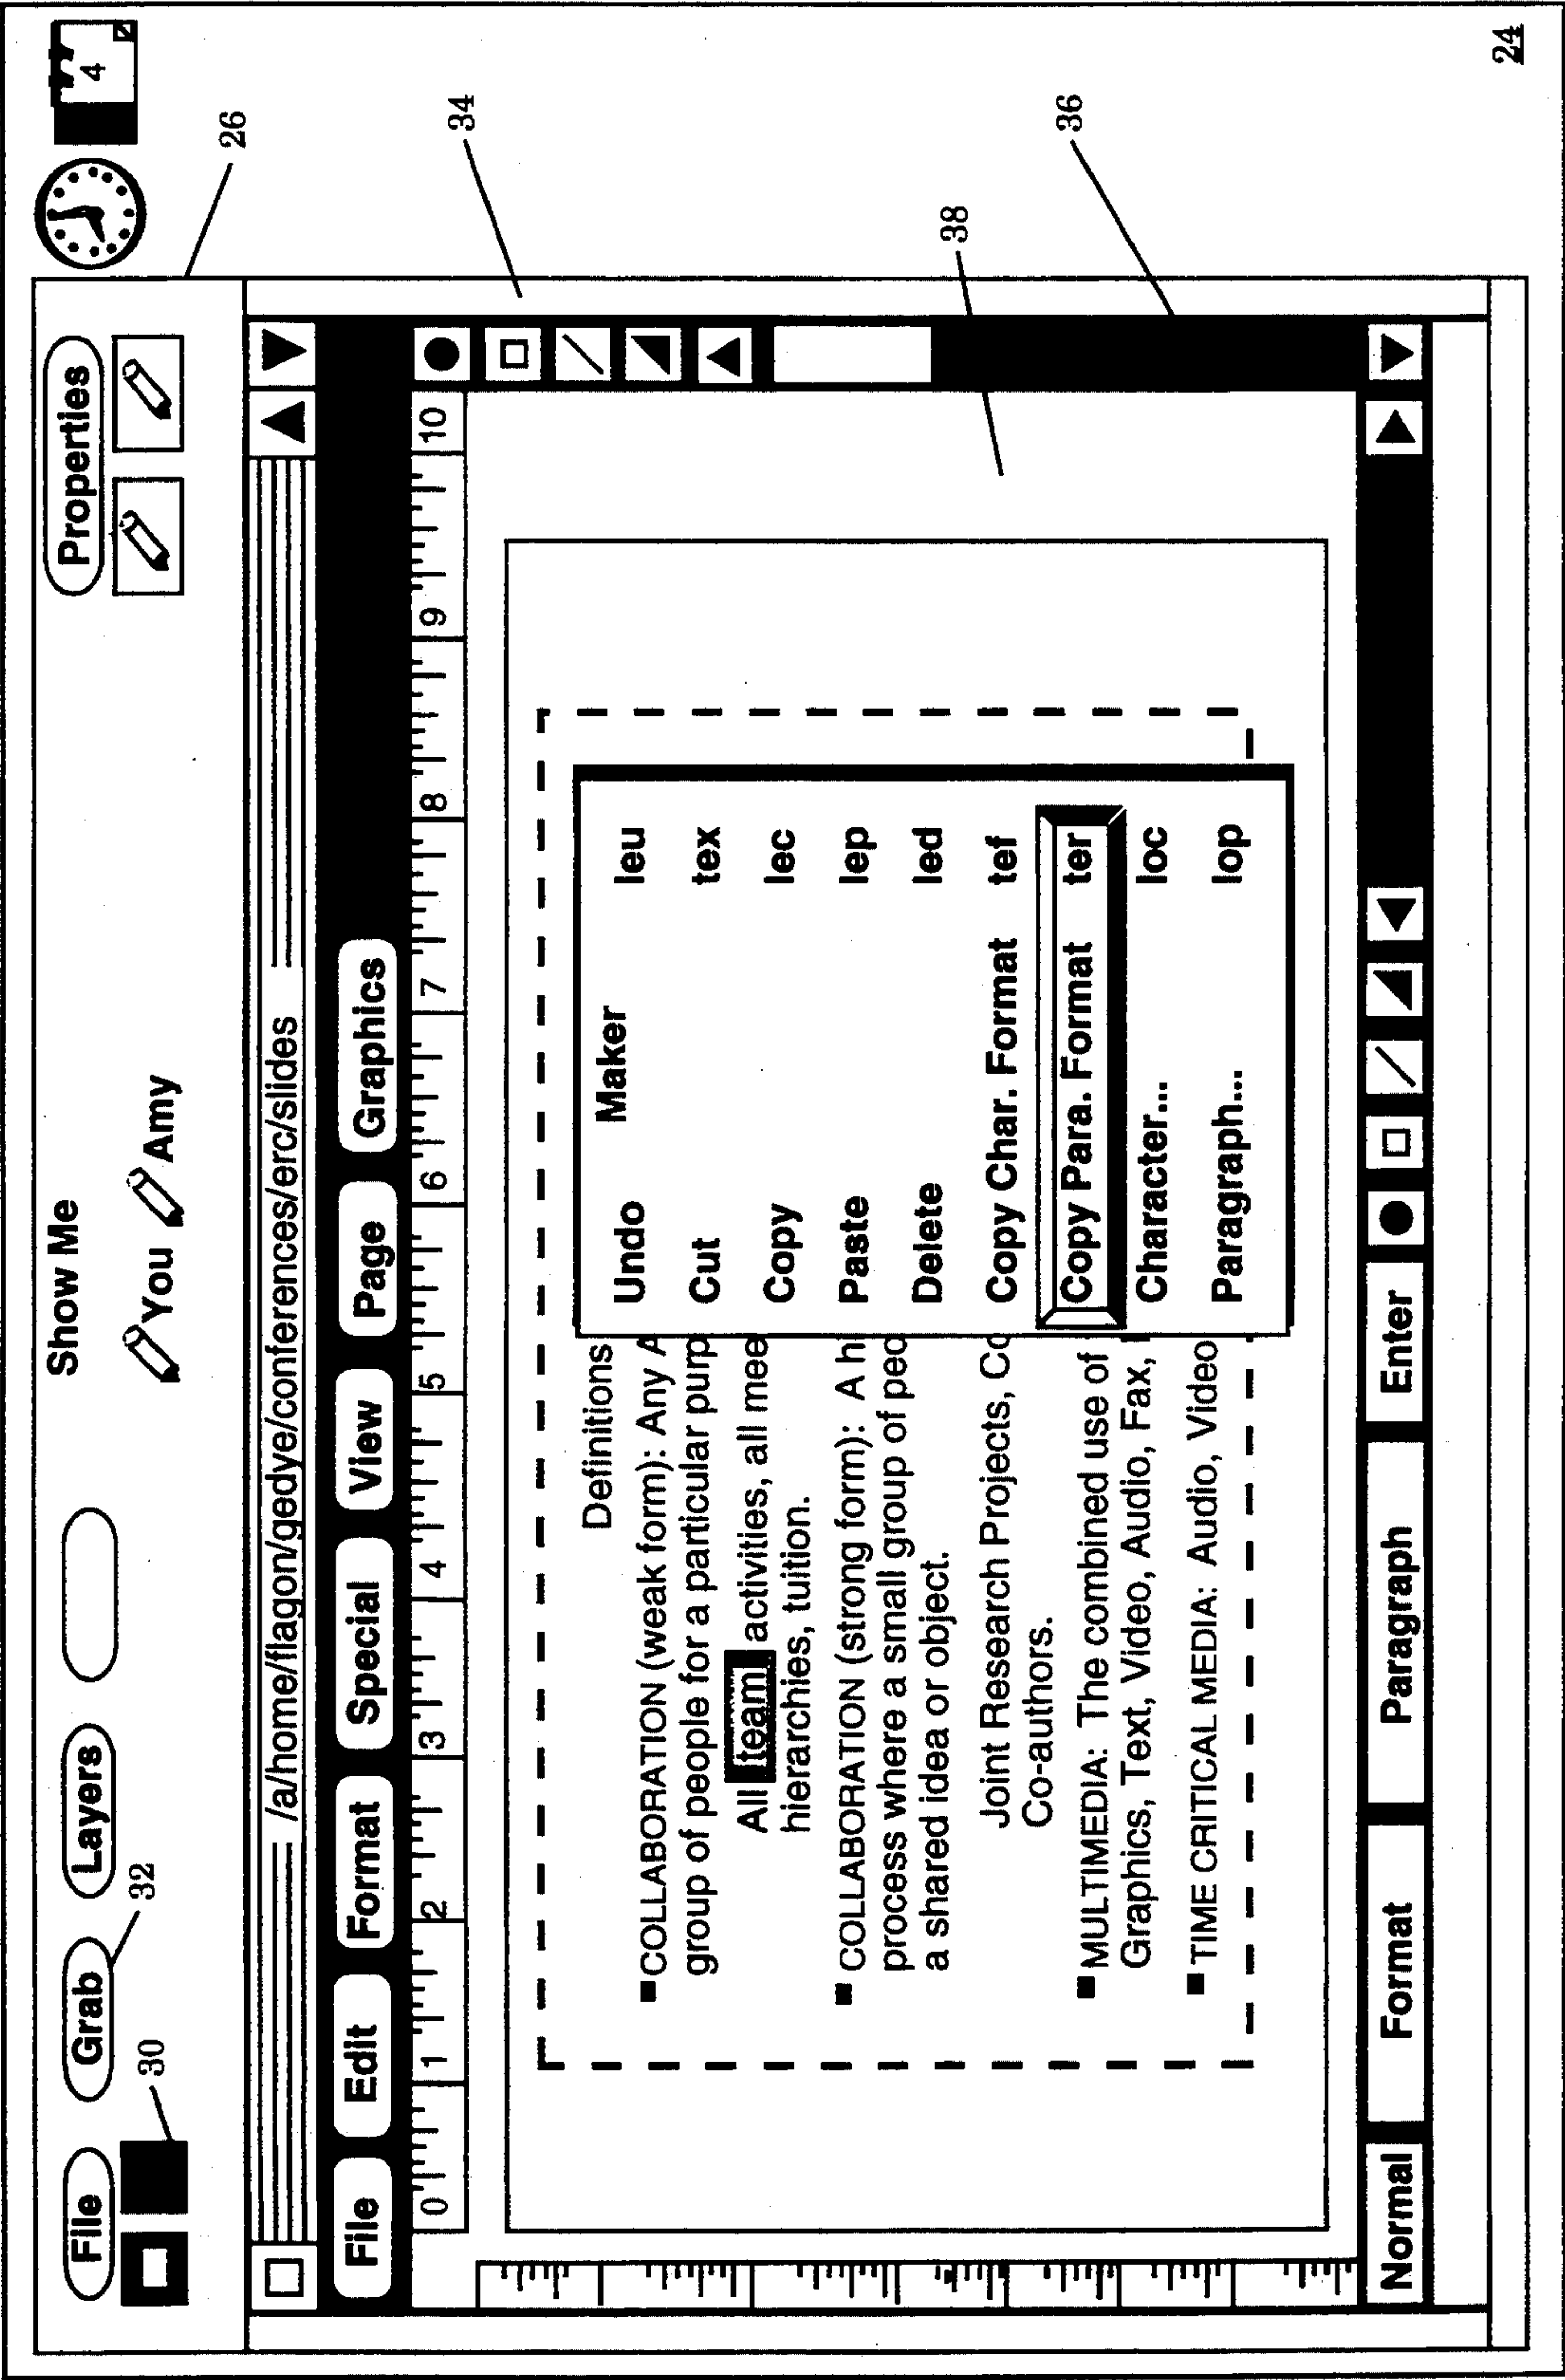 Show Me
File Grab Layers Properties
4
You Amy
26
30
32
34
/a/home/flagon/gedye/conferences/erc/slides
File Edit Format Special View Page Graphics
0 1 2 3 4 5 6 7 8 9 10
Definitions
COLLABORATION (weak form): Any A
group of people for a particular purp
All team activities, all mee
hierarchies, tuition.
COLLABORATION (strong form): A h
process where a small group of peo
a shared idea or object.
Joint Research Projects, Co
Co-authors.
MULTIMEDIA: The combined use of
Graphics, Text, Video, Audio, Fax,
TIME CRITICAL MEDIA: Audio, Video
Maker
Undo leu
Cut tex
Copy lec
Paste lep
Delete led
Copy Char. Format tef
Copy Para. Format ter
Character... loc
Paragraph... lop
38
36
Normal Format Paragraph Enter
24